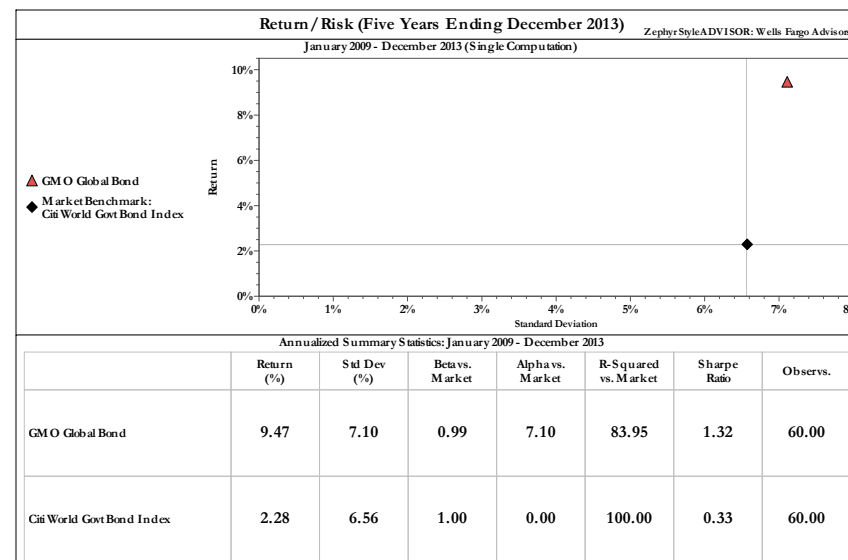 Return/Risk (Five Years Ending December 2013)
Zephyr StyleADVISOR: Wells Fargo Advisors
January 2009 - December 2013 (Single Computation)
10%
8%
6%
4%
2%
0%
Return
GMO Global Bond
Market Benchmark:
Citi World Govt Bond Index
0% 1% 2% 3% 4% 5% 6% 7% 8
Standard Deviation
Annualized Summary Statistics: January 2009 - December 2013
Return (%) Std Dev (%) Beta vs. Market Alpha vs. Market R-Squared vs. Market Sharpe Ratio Observs.
GMO Global Bond 9.47 7.10 0.99 7.10 83.95 1.32 60.00
Citi World Govt Bond Index 2.28 6.56 1.00 0.00 100.00 0.33 60.00